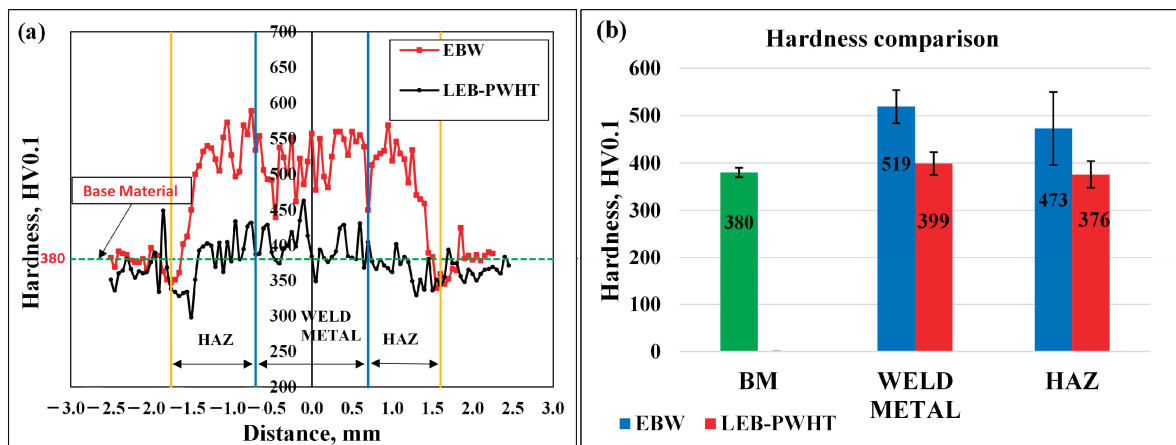 (a)
EBW
LEB-PWHT
700
650
600
550
500
450
400
350
300
250
200
Hardness, HV0.1
Base Material
380
HAZ
WELD
METAL
HAZ
−3.0 −2.5 −2.0 −1.5 −1.0 −0.5 0.0 0.5 1.0 1.5 2.0 2.5 3.0
Distance, mm
(b)
Hardness comparison
600
500
400
300
200
100
0
Hardness, HV0.1
380
519
399
473
376
BM
WELD
METAL
HAZ
EBW
LEB-PWHT